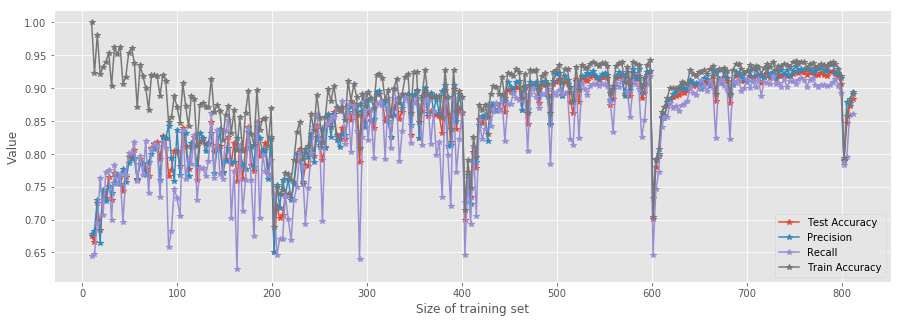 1.00
0.95
0.90
0.85
0.80
0.75
0.70
0.65
Value
0
100
200
300
400
500
600
700
800
Size of training set
Test Accuracy
Precision
Recall
Train Accuracy